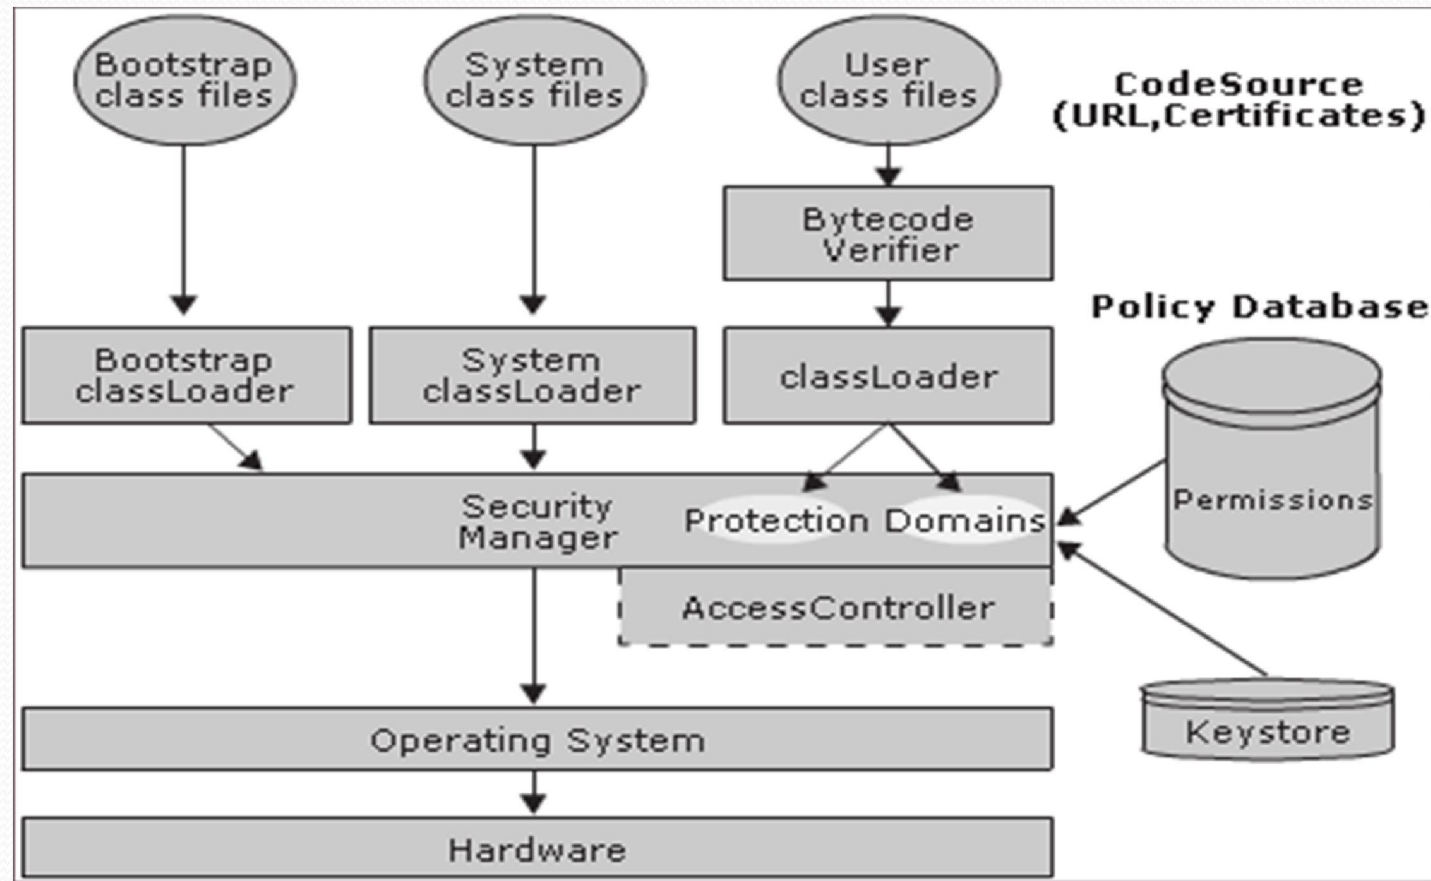 Bootstrap
class files
System
class files
User
class files
CodeSource
(URL,Certificates)
Bytecode
Verifier
Policy Database
Bootstrap
classLoader
System
classLoader
classLoader
Permissions
Security
Manager
Protection Domains
AccessController
Keystore
Operating System
Hardware